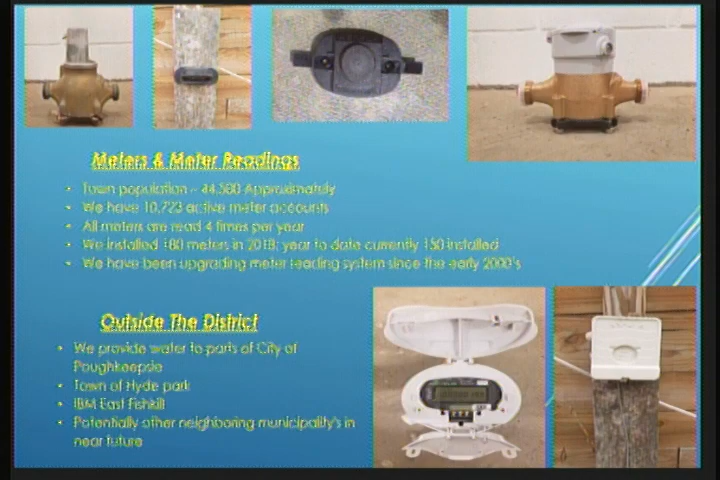 Meters & Meter Readings
• Town population – 44,500 Approximately
• We have 10,723 active meter accounts
• All meters are read 4 times per year
• We installed 180 meters in 2018; year to date currently 150 installed
• We have been upgrading meter reading system since the early 2000's
Outside The District
• We provide water to parts of City of
Poughkeepsie
• Town of Hyde park
• IBM East Fishkill
• Potentially other neighboring municipality's in
near future